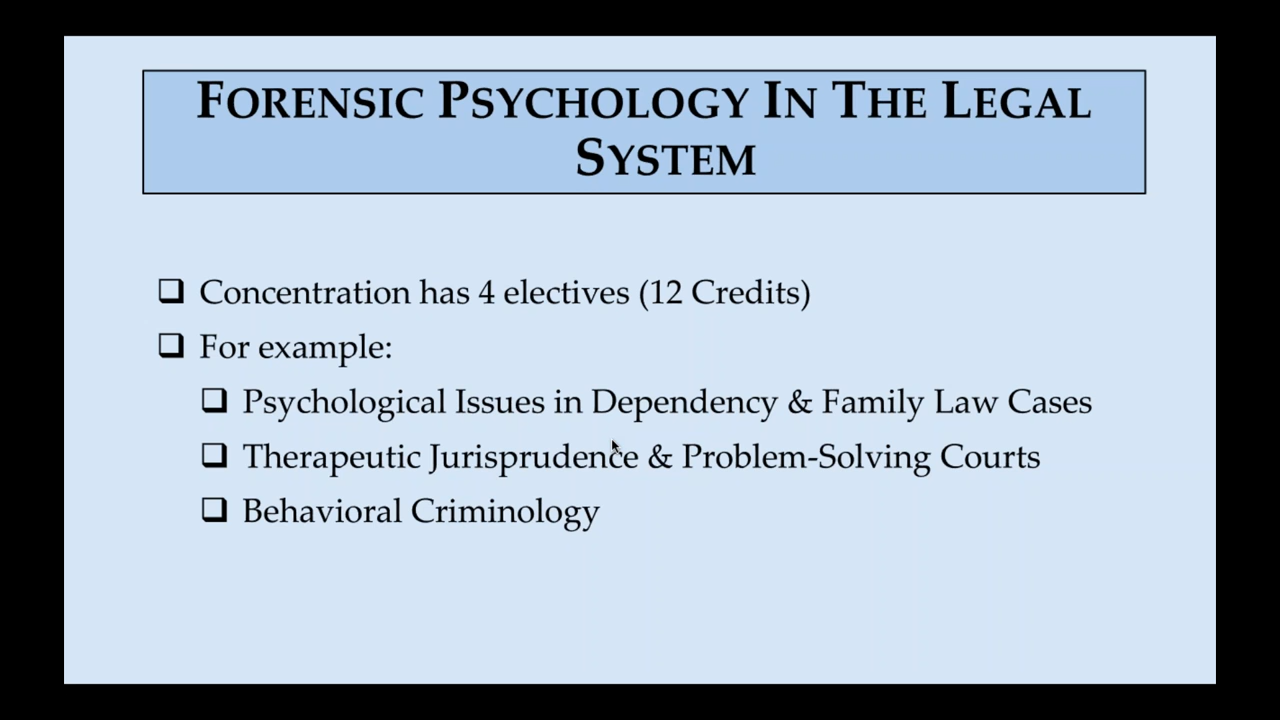 Forensic Psychology In The Legal
System
❑ Concentration has 4 electives (12 Credits)
❑ For example:
❑ Psychological Issues in Dependency & Family Law Cases
❑ Therapeutic Jurisprudence & Problem-Solving Courts
❑ Behavioral Criminology